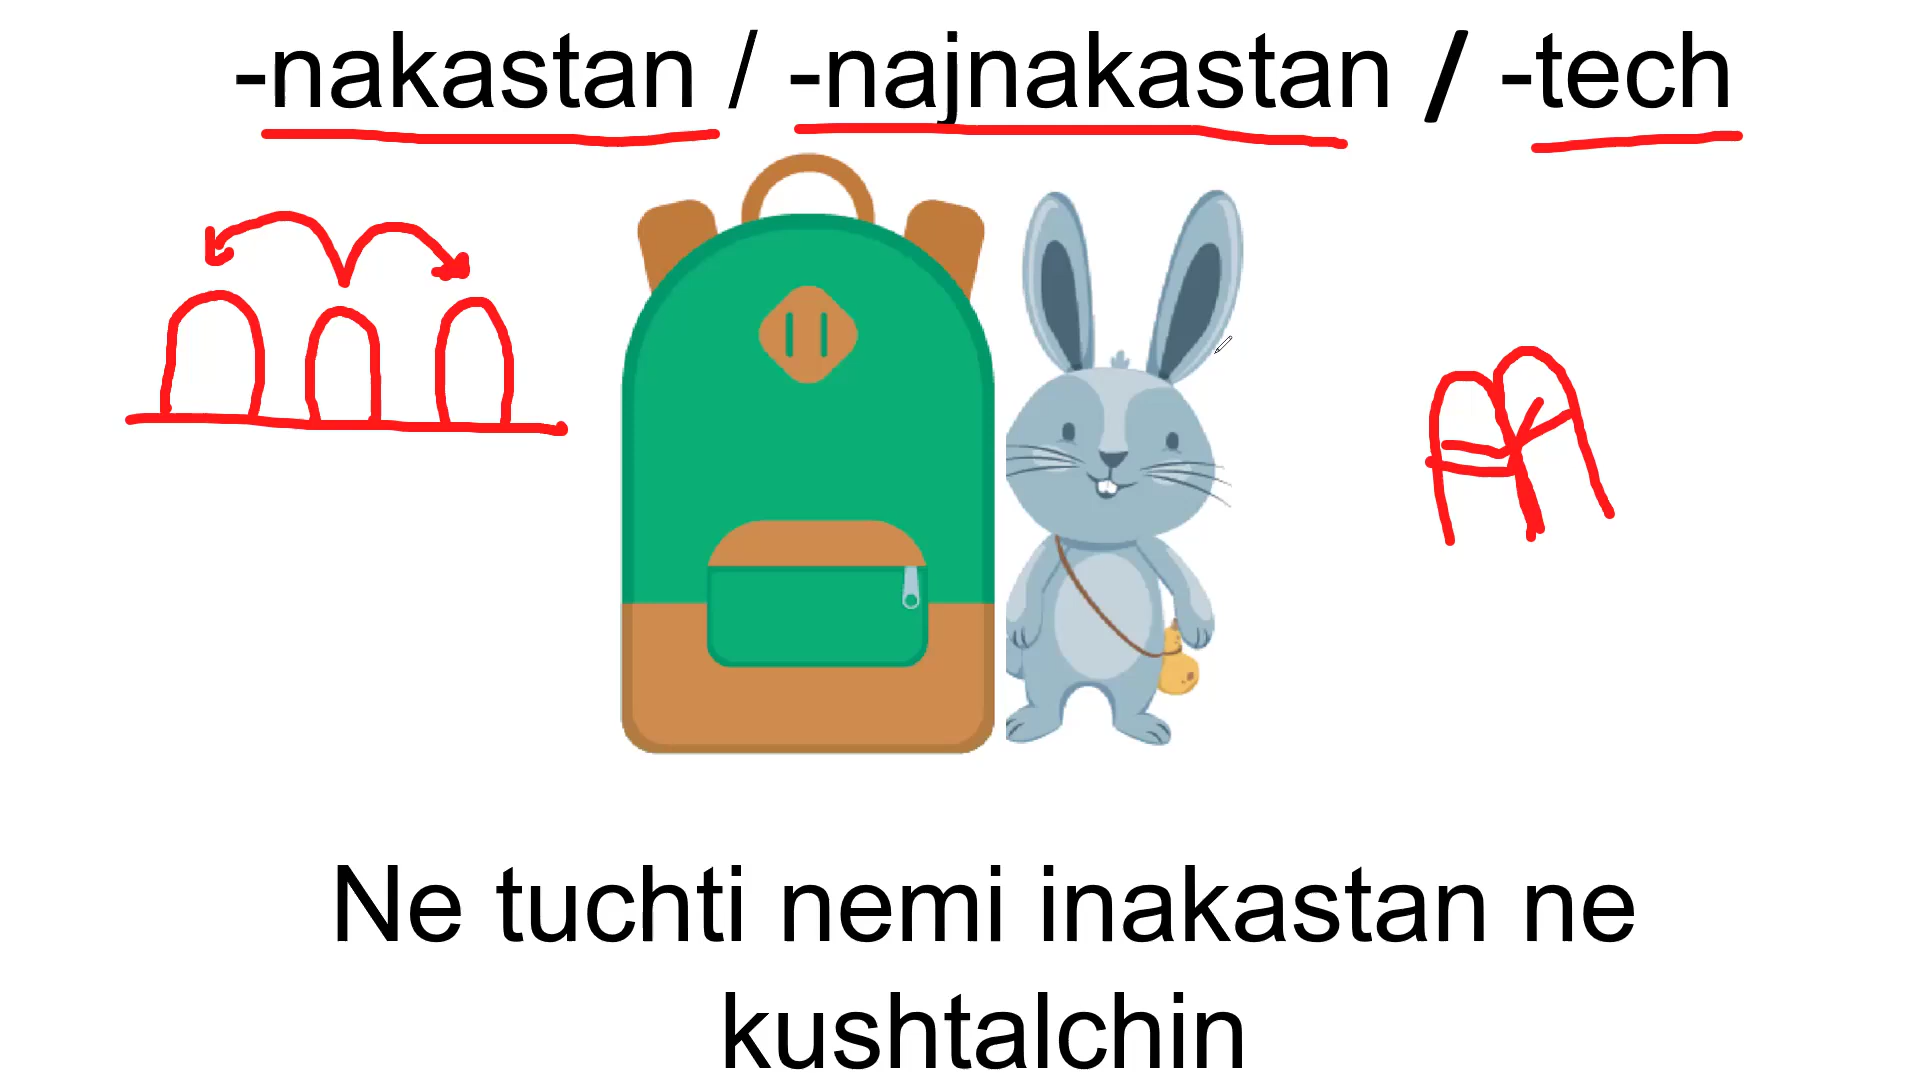 -nakastan / -najnakastan / -tech
Ne tuchti nemi inakastan ne
kushtalchin